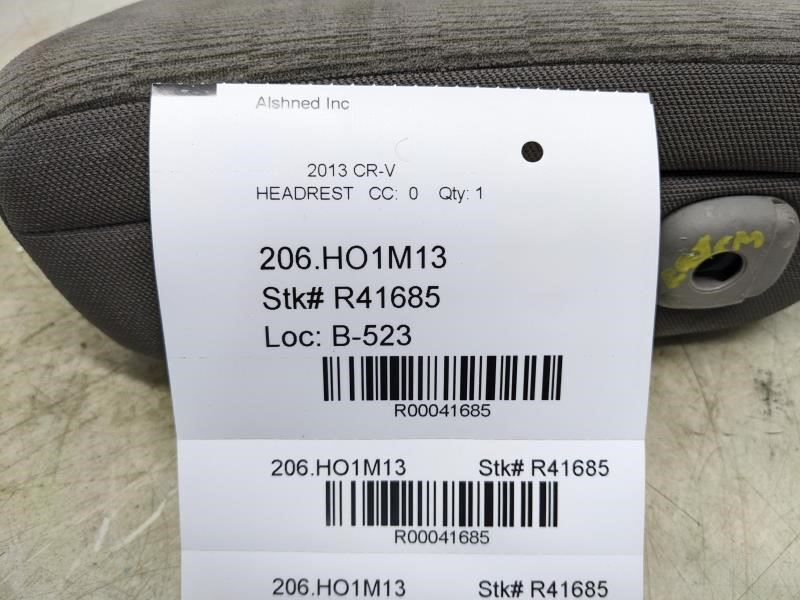 Alshned Inc
2013 CR-V
HEADREST CC: 0 Qty: 1
206.HO1M13
Stk# R41685
Loc: B-523
R00041685
206.HO1M13 Stk# R41685
R00041685
206.HO1M13 Stk# R41685